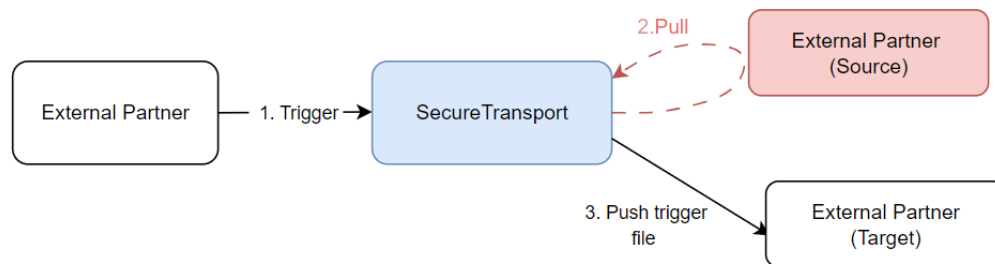 2.Pull
External Partner
(Source)
External Partner
1. Trigger
SecureTransport
3. Push trigger
file
External Partner
(Target)